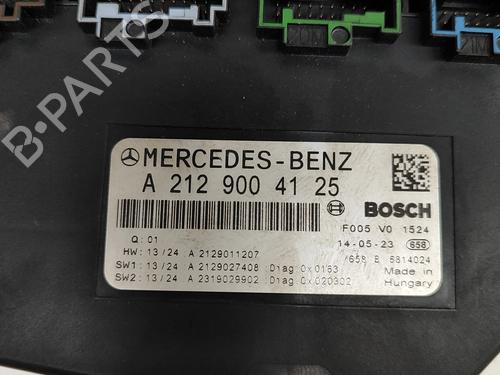 MERCEDES-BENZ
A 212 900 41 25
BOSCH
F005 V0 1524
Q: 01
14-05-23 658
HW: 13/24 A 2129011207
/658 B 5814024
SW1: 13/24 A 2129027408 Diag:0x0163
Made in
SW2: 13/24 A 2319029902 Diag:0x020302
Hungary
B-PARTS